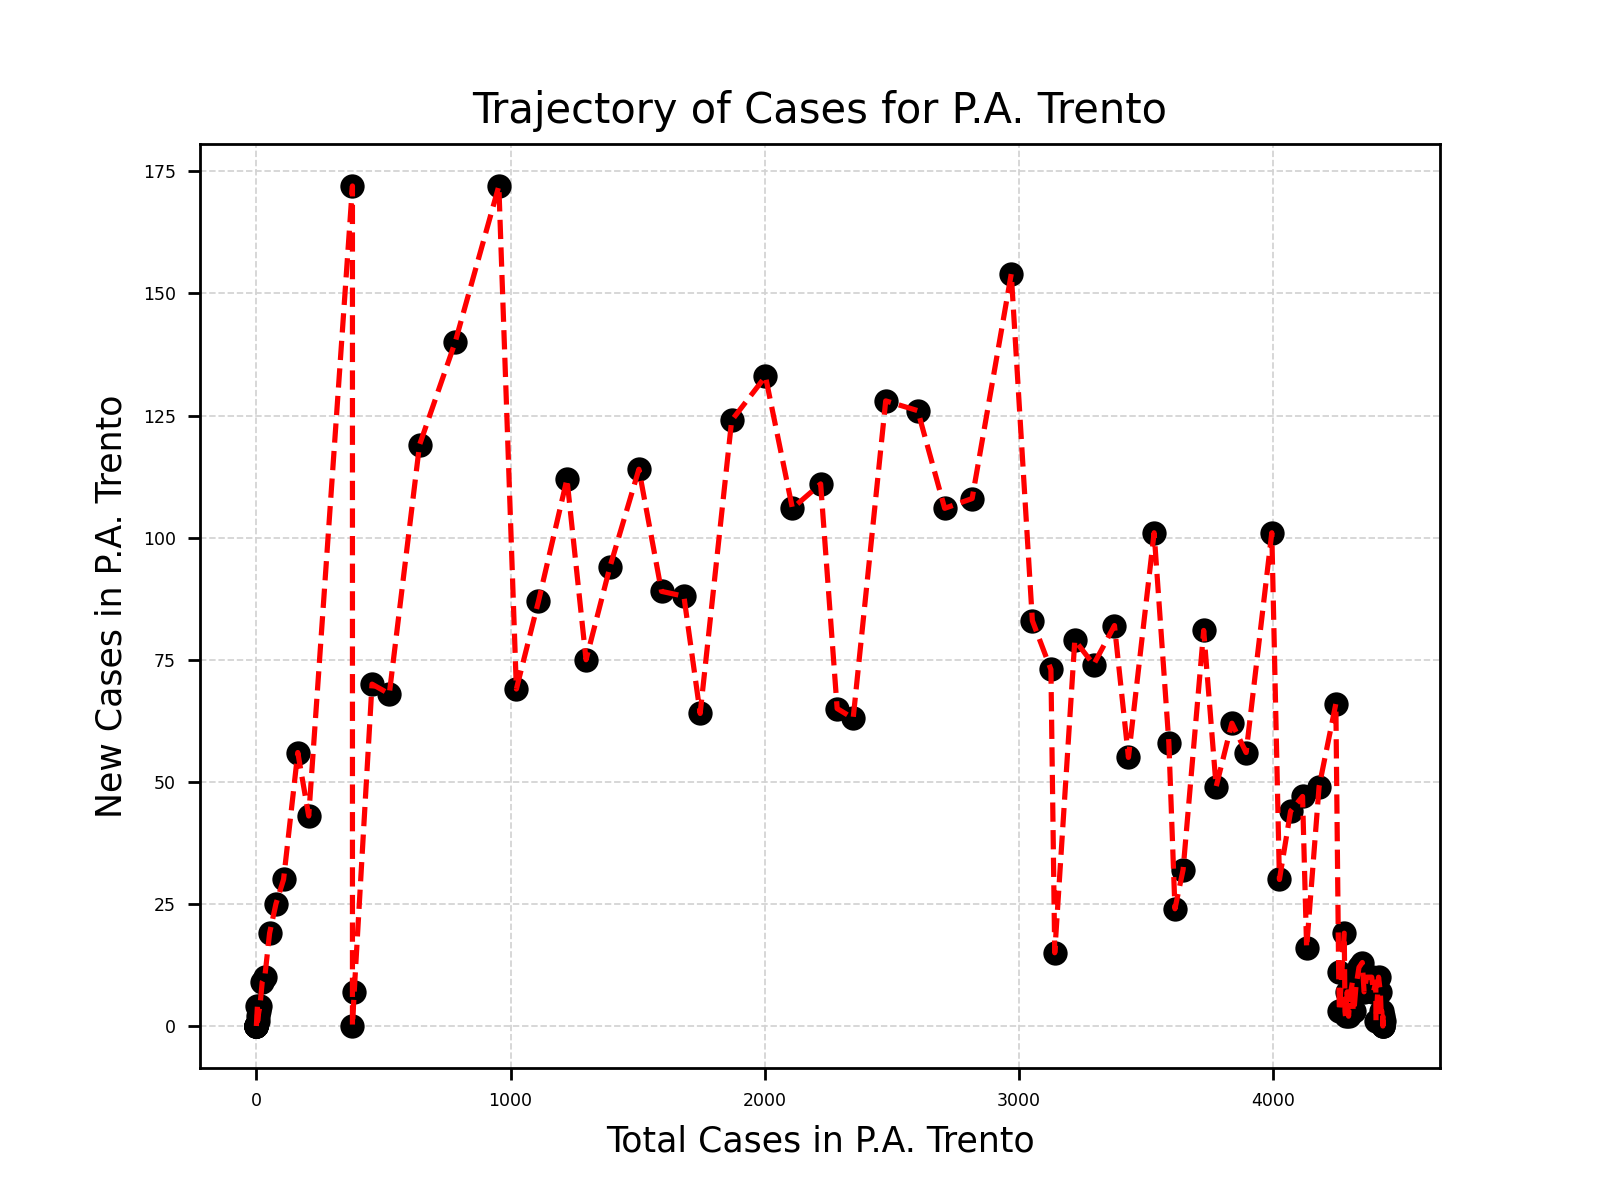 Trajectory of Cases for P.A. Trento
New Cases in P.A. Trento
175
150
125
100
75
50
25
0
0 1000 2000 3000 4000
Total Cases in P.A. Trento